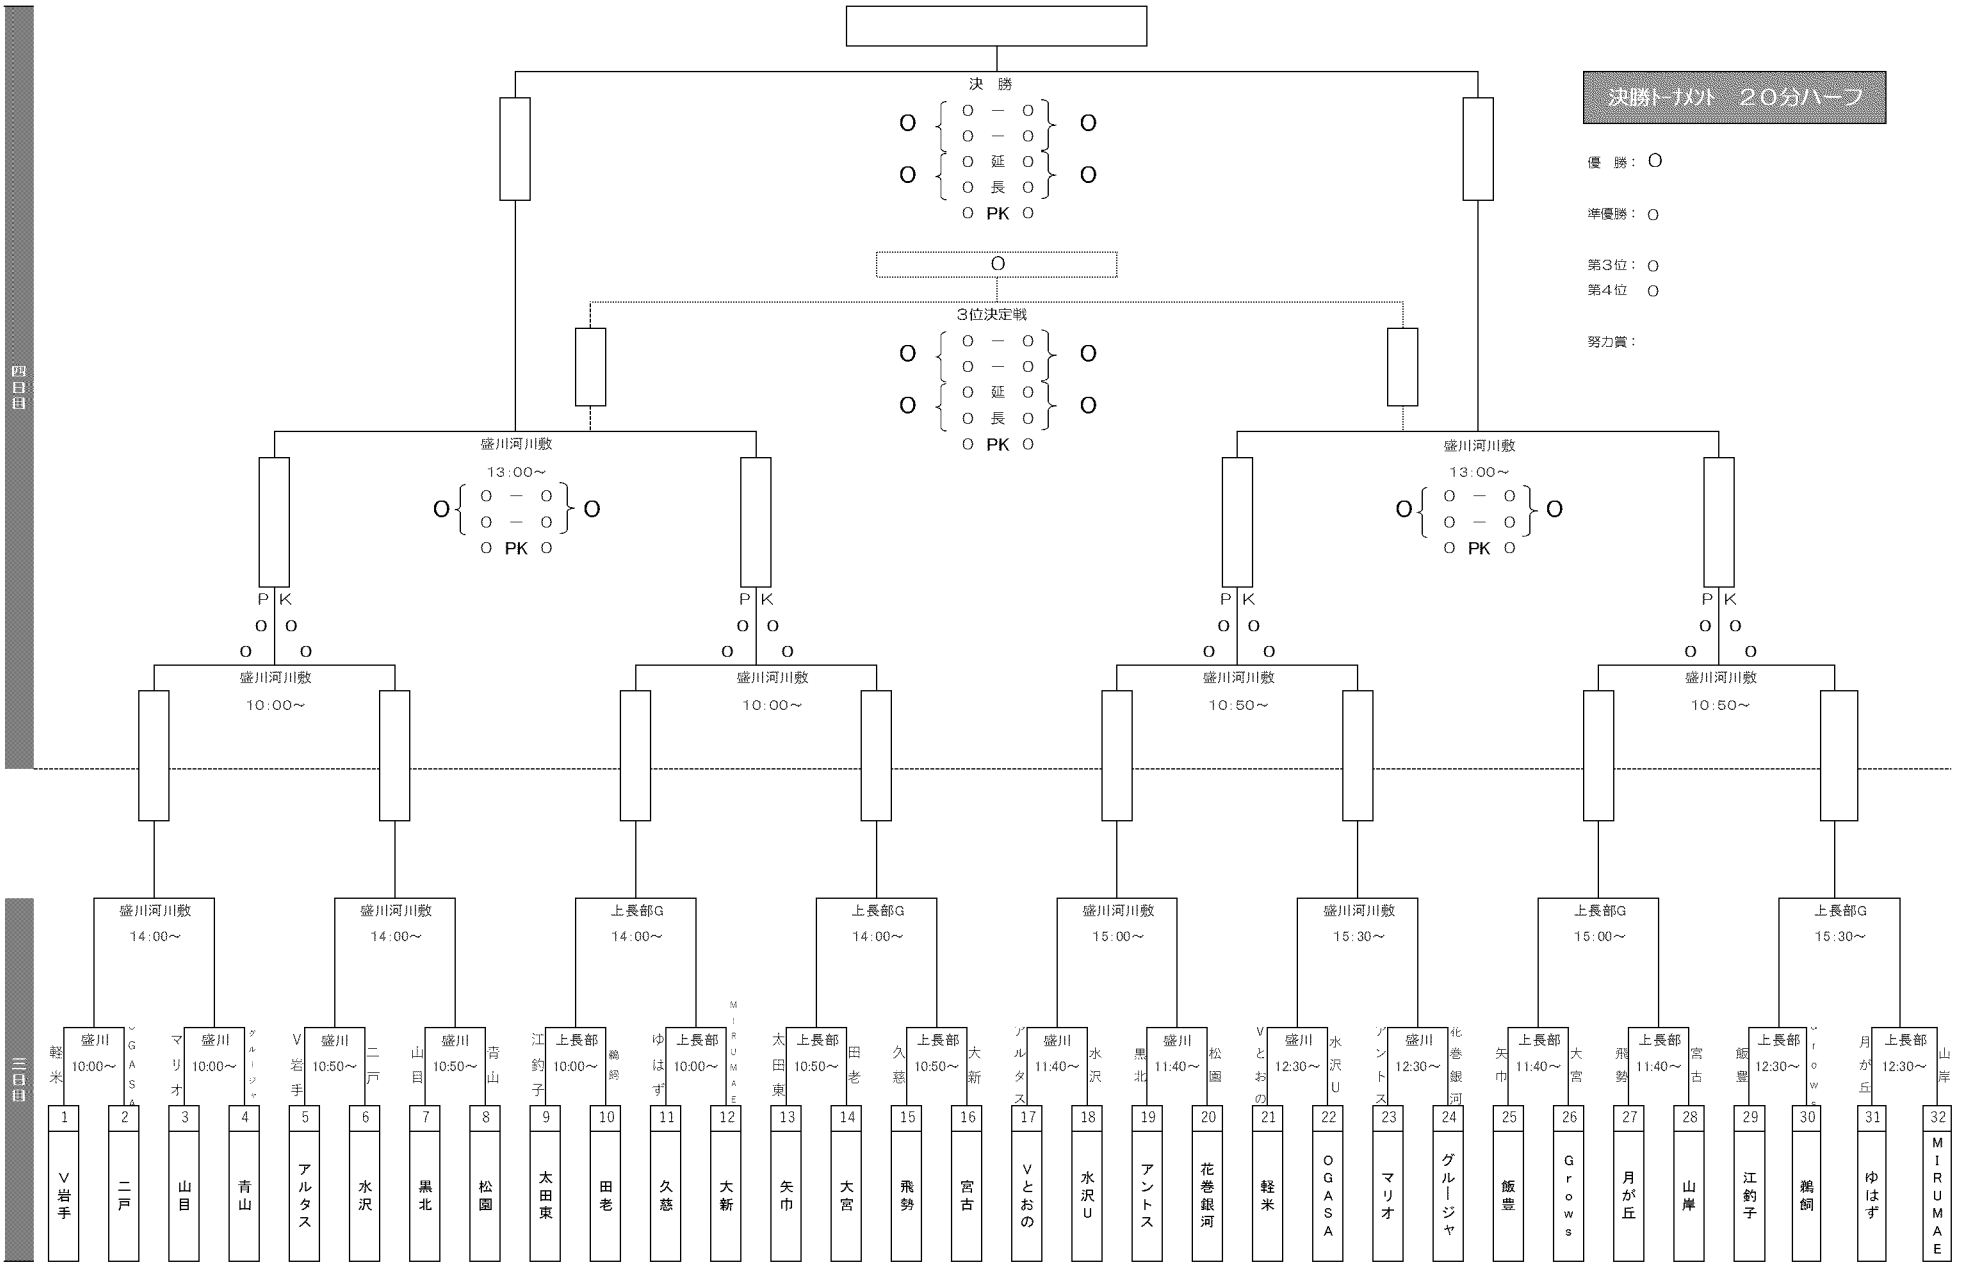 決勝トーナメント　２０分ハーフ
優　勝： 0
準優勝： 0
第３位： 0
第４位 0
努力賞：
決　勝
0 － 0
0 0 － 0 0
0 延 0
0 0 長 0 0
0 PK 0
0
３位決定戦
0 － 0
0 0 － 0 0
0 延 0
0 0 長 0 0
0 PK 0
四日目
盛川河川敷 盛川河川敷
13:00～ 13:00～
0 0 － 0 0 0 0 － 0 0
0 － 0 0 － 0
0 PK 0 0 PK 0
ＰＫ ＰＫ ＰＫ ＰＫ
0 0 0 0 0 0 0 0
0 0 0 0 0 0 0 0
盛川河川敷 盛川河川敷 盛川河川敷 盛川河川敷
10:00～ 10:00～ 10:50～ 10:50～
盛川河川敷 盛川河川敷 上長部G 上長部G 盛川河川敷 盛川河川敷 上長部G 上長部G
14:00～ 14:00～ 14:00～ 14:00～ 15:00～ 15:30～ 15:00～ 15:30～
三日目
盛川 盛川 盛川 盛川 上長部 上長部 上長部 上長部 盛川 盛川 盛川 盛川 上長部 上長部 上長部 上長部
10:00～ 10:00～ 10:50～ 10:50～ 10:00～ 10:00～ 10:50～ 10:50～ 11:40～ 11:40～ 12:30～ 12:30～ 11:40～ 11:40～ 12:30～ 12:30～
軽米 OGASA マリオ グルージャ V岩手 二戸 山目 青山 江釣子 鵜飼 ゆはず MIRUMAE 太田東 田老 久慈 大新 アルタス 水沢 黒北 松園 Vとおの 水沢U アントス 花巻銀河 矢巾 大宮 飛勢 宮古 飯豊 Grows 月が丘 山岸
1 2 3 4 5 6 7 8 9 10 11 12 13 14 15 16 17 18 19 20 21 22 23 24 25 26 27 28 29 30 31 32
V岩手 二戸 山目 青山 アルタス 水沢 黒北 松園 太田東 田老 久慈 大新 矢巾 大宮 飛勢 宮古 Vとおの 水沢U アントス 花巻銀河 軽米 OGASA マリオ グルージャ 飯豊 Grows 月が丘 山岸 江釣子 鵜飼 ゆはず MIRUMAE